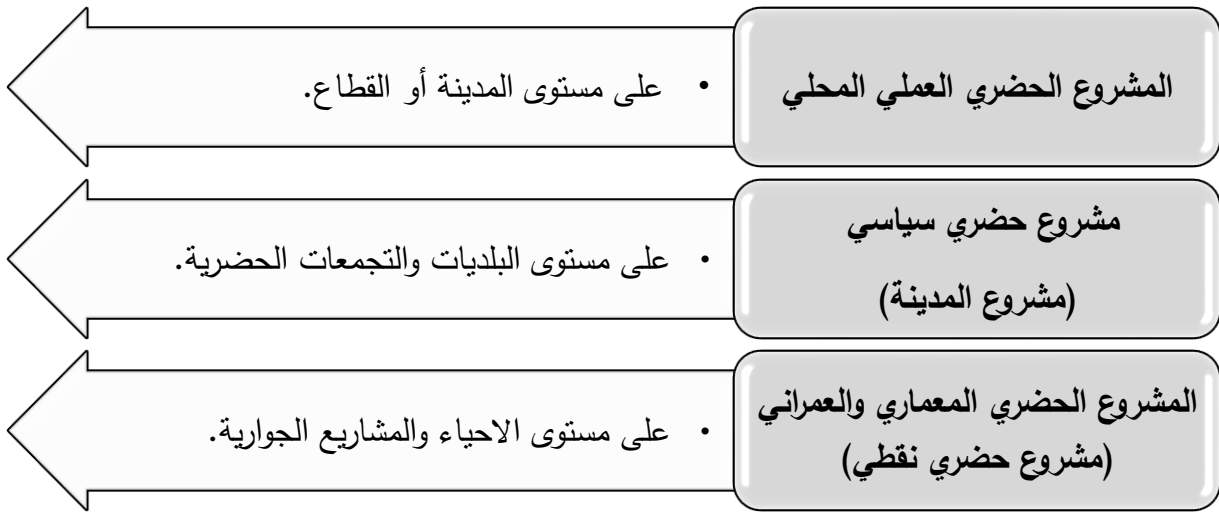 المشروع الحضري العملي المحلي
• على مستوى المدينة أو القطاع.
مشروع حضري سياسي
(مشروع المدينة)
• على مستوى البلديات والتجمعات الحضرية.
المشروع الحضري المعماري والعمراني
(مشروع حضري نقطي)
• على مستوى الاحياء والمشاريع الجوارية.